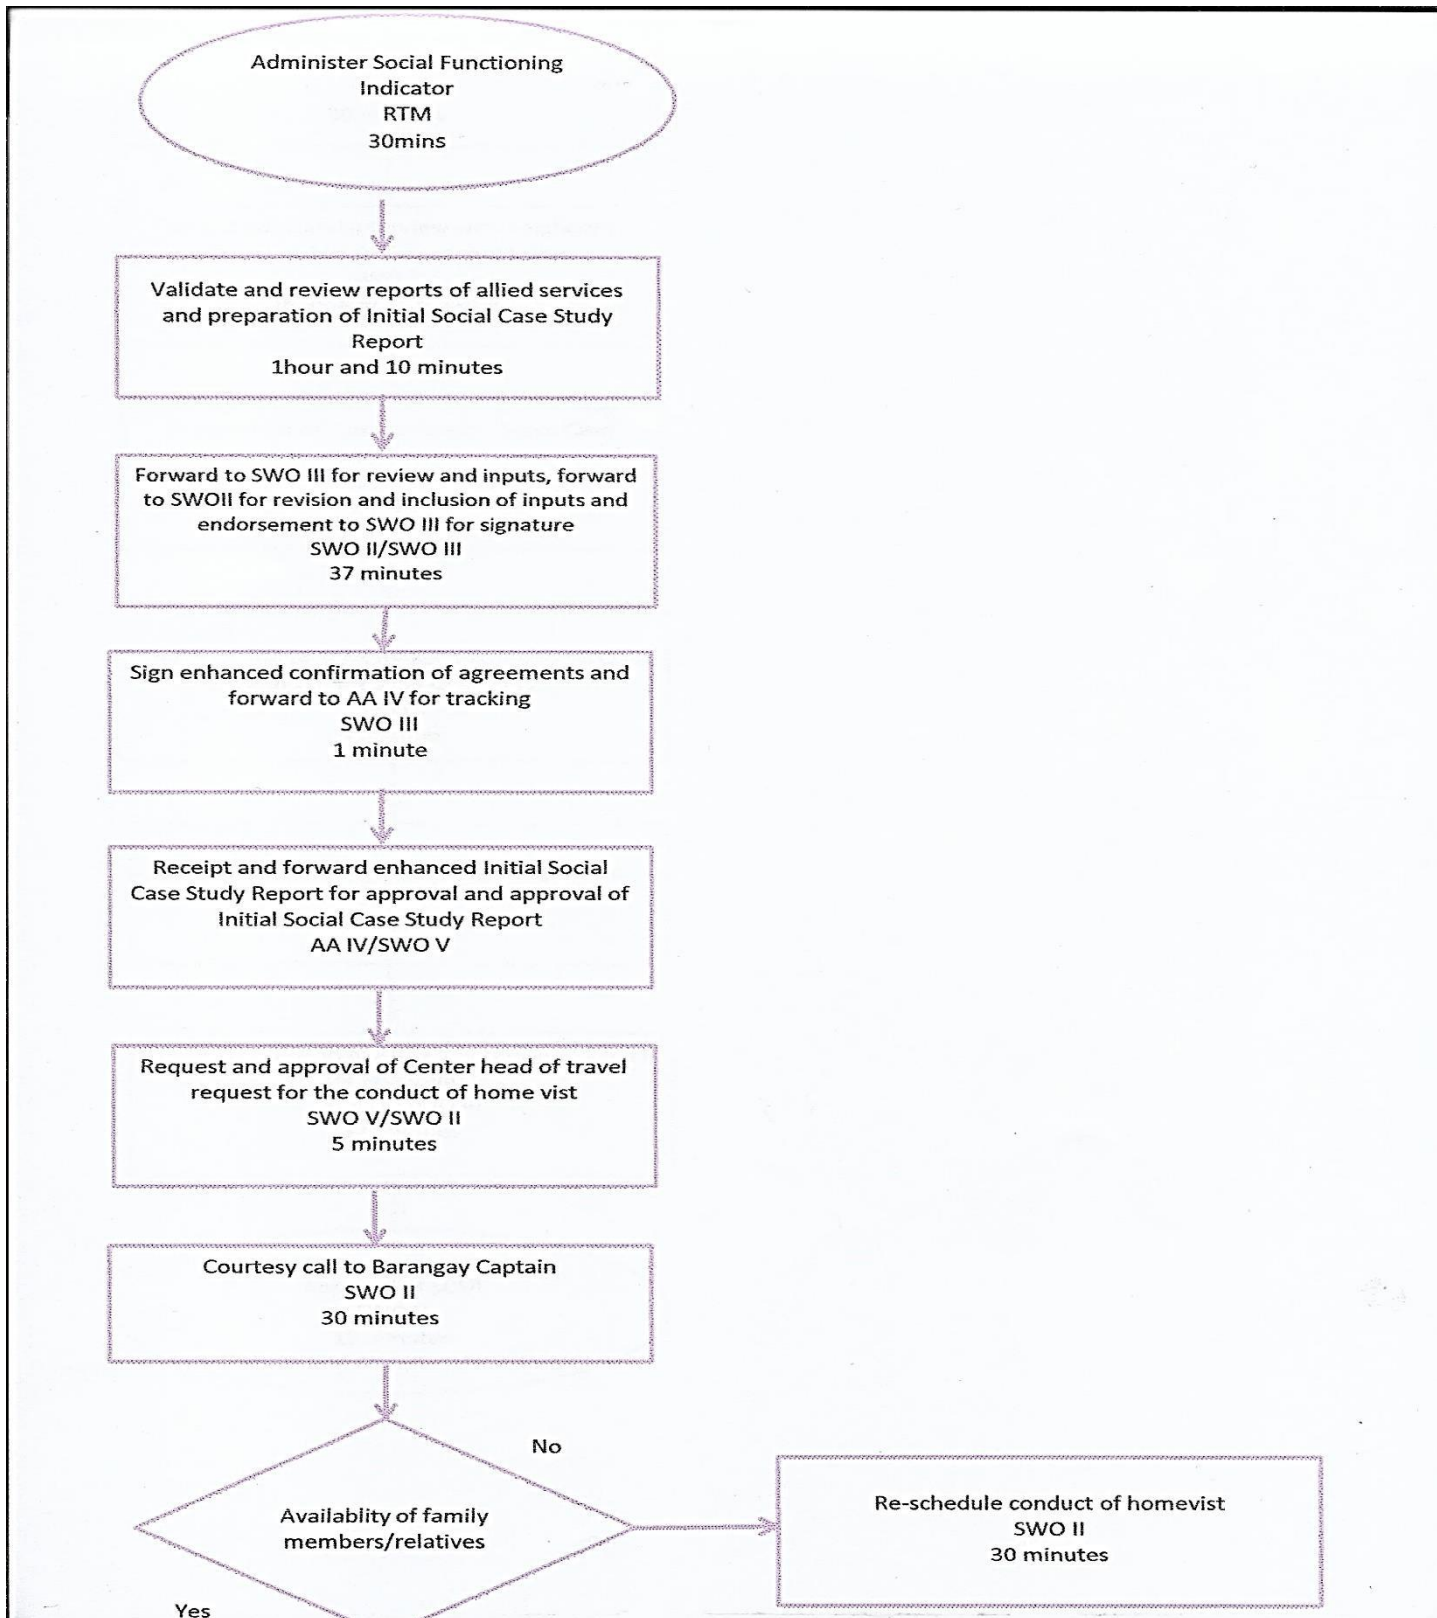 Administer Social Functioning
Indicator
RTM
30mins
Validate and review reports of allied services
and preparation of Initial Social Case Study
Report
1hour and 10 minutes
Forward to SWO III for review and inputs, forward
to SWOII for revision and inclusion of inputs and
endorsement to SWO III for signature
SWO II/SWO III
37 minutes
Sign enhanced confirmation of agreements and
forward to AA IV for tracking
SWO III
1 minute
Receipt and forward enhanced Initial Social
Case Study Report for approval and approval of
Initial Social Case Study Report
AA IV/SWO V
Request and approval of Center head of travel
request for the conduct of home vist
SWO V/SWO II
5 minutes
Courtesy call to Barangay Captain
SWO II
30 minutes
No
Availablity of family
members/relatives
Re-schedule conduct of homevist
SWO II
30 minutes
Yes